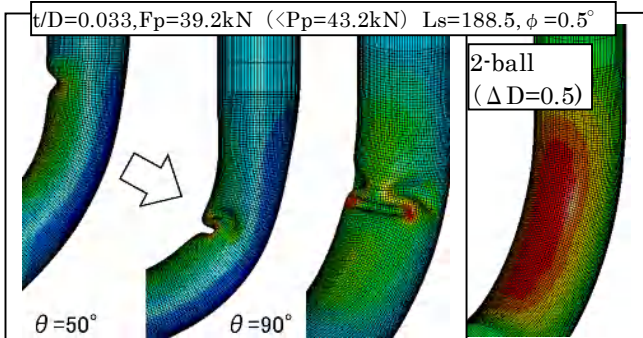 t/D=0.033,Fp=39.2kN (<Pp=43.2kN) Ls=188.5, φ=0.5°
2-ball
(ΔD=0.5)
θ=50° θ=90°